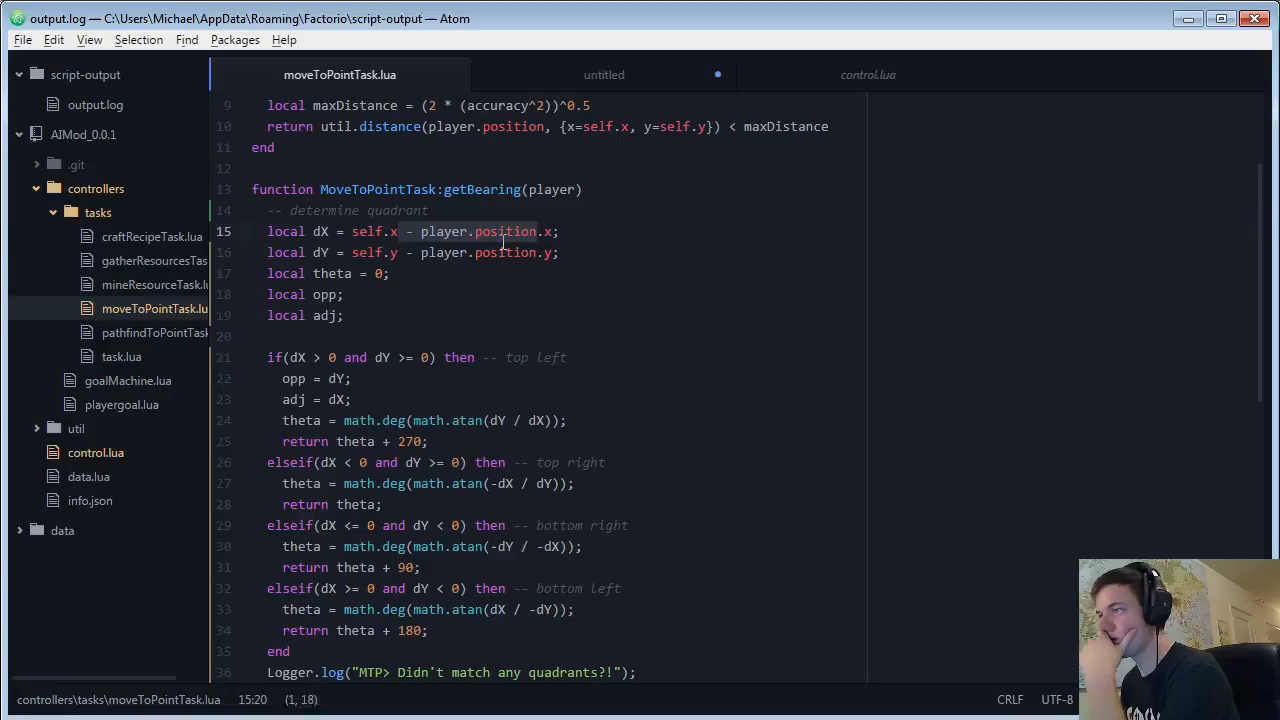 output.log — C:\Users\Michael\AppData\Roaming\Factorio\script-output — Atom
File Edit View Selection Find Packages Help
script-output
output.log
AIMod_0.0.1
.git
controllers
tasks
craftRecipeTask.lua
gatherResourcesTas
mineResourceTask.lu
moveToPointTask.lu
pathfindToPointTask
task.lua
goalMachine.lua
playergoal.lua
util
control.lua
data.lua
info.json
data
moveToPointTask.lua untitled control.lua
9 local maxDistance = (2 * (accuracy^2))^0.5
10 return util.distance(player.position, {x=self.x, y=self.y}) < maxDistance
11 end
12
13 function MoveToPointTask:getBearing(player)
14 -- determine quadrant
15 local dX = self.x - player.position.x;
16 local dY = self.y - player.position.y;
17 local theta = 0;
18 local opp;
19 local adj;
20
21 if(dX > 0 and dY >= 0) then -- top left
22 opp = dY;
23 adj = dX;
24 theta = math.deg(math.atan(dY / dX));
25 return theta + 270;
26 elseif(dX < 0 and dY >= 0) then -- top right
27 theta = math.deg(math.atan(-dX / dY));
28 return theta;
29 elseif(dX <= 0 and dY < 0) then -- bottom right
30 theta = math.deg(math.atan(-dY / -dX));
31 return theta + 90;
32 elseif(dX >= 0 and dY < 0) then -- bottom left
33 theta = math.deg(math.atan(dX / -dY));
34 return theta + 180;
35 end
36 Logger.log("MTP> Didn't match any quadrants?!");
controllers\tasks\moveToPointTask.lua 15:20 (1, 18) CRLF UTF-8